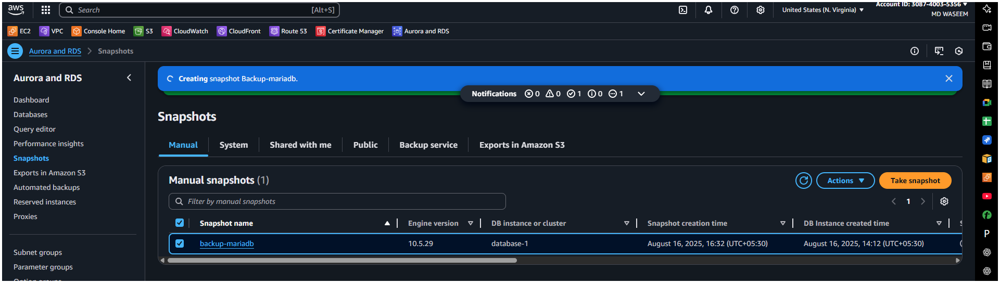 aws
Search [Alt+S]
United States (N. Virginia)
Account ID: 3087-4003-5356
MD WASEEM
EC2 VPC Console Home S3 CloudWatch CloudFront Route 53 Certificate Manager Aurora and RDS
Aurora and RDS > Snapshots
Aurora and RDS
Dashboard
Databases
Query editor
Performance insights
Snapshots
Exports in Amazon S3
Automated backups
Reserved instances
Proxies
Subnet groups
Parameter groups
Option groups
Creating snapshot Backup-mariadb.
Notifications 0 0 1 0 1
Snapshots
Manual System Shared with me Public Backup service Exports in Amazon S3
Manual snapshots (1)
Actions Take snapshot
Filter by manual snapshots
1
Snapshot name Engine version DB instance or cluster Snapshot creation time DB Instance created time
backup-mariadb 10.5.29 database-1 August 16, 2025, 16:32 (UTC+05:30) August 16, 2025, 14:12 (UTC+05:30)
P